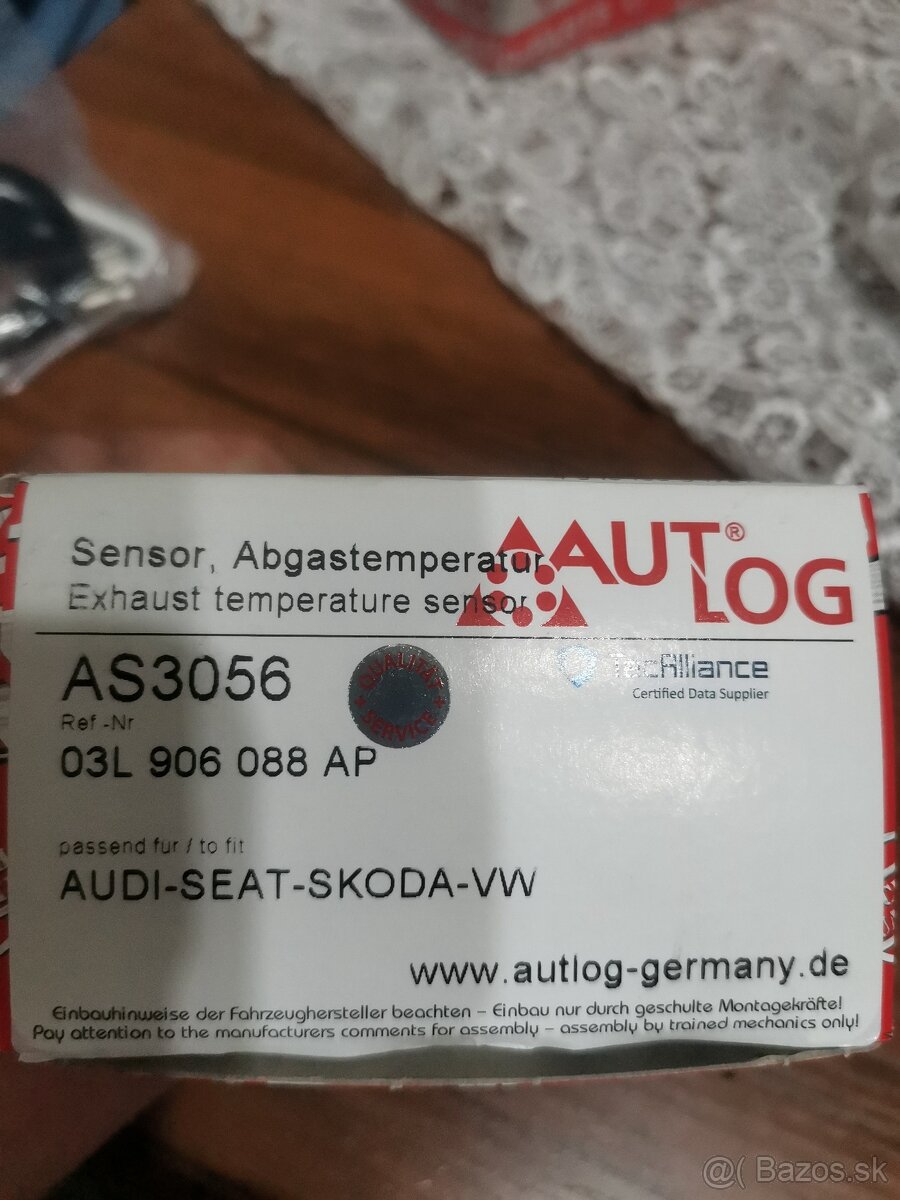 Sensor, Abgastemperatur
Exhaust temperature sensor
AUTLOG®
AS3056
QUALITÄT
SERVICE
TecAlliance
Certified Data Supplier
Ref.-Nr
03L 906 088 AP
passend fur / to fit
AUDI-SEAT-SKODA-VW
www.autlog-germany.de
Einbauhinweise der Fahrzeughersteller beachten – Einbau nur durch geschulte Montagekräfte!
Pay attention to the manufacturers comments for assembly – assembly by trained mechanics only!
@( Bazos.sk